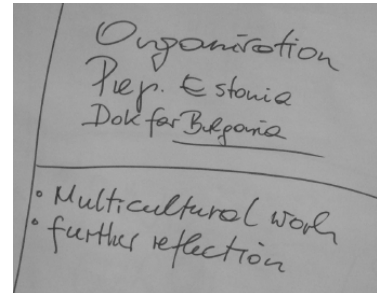 Organisation
Prep. Estonia
Dok for Bulgaria
• Multicultural work
• further reflection